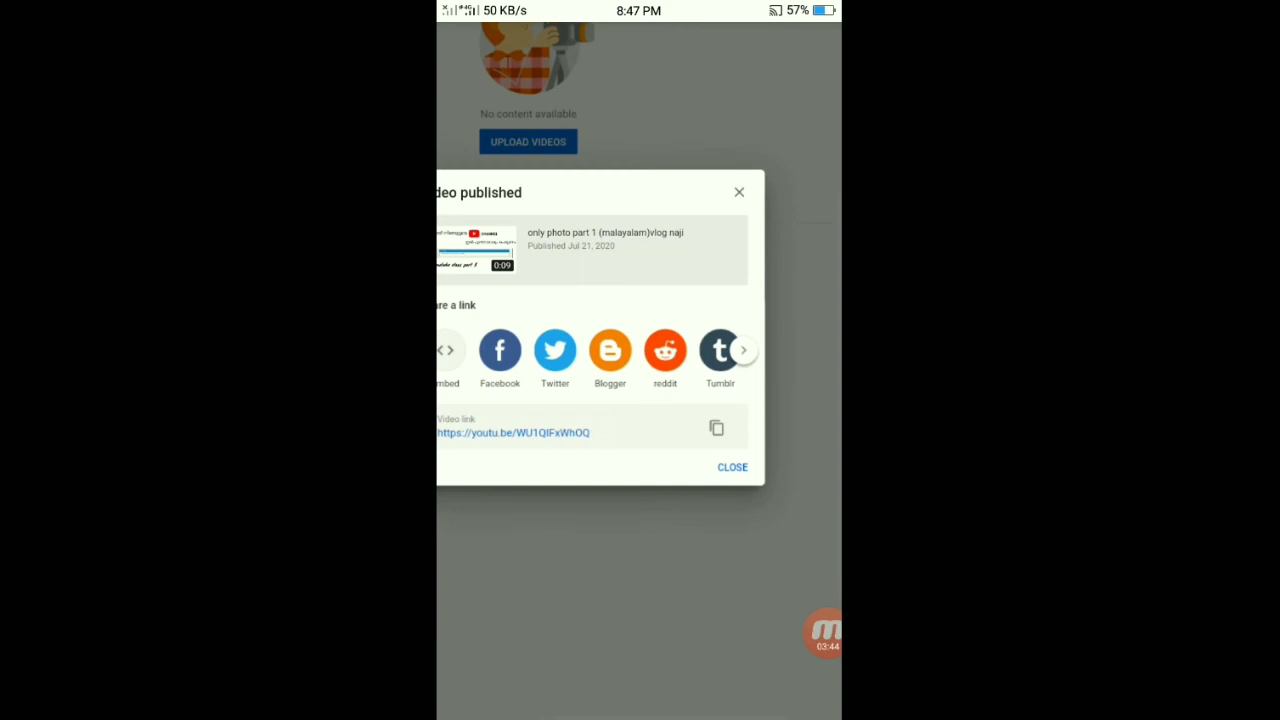 50 KB/s 8:47 PM 57%
No content available
UPLOAD VIDEOS
deo published
only photo part 1 (malayalam)vlog naji
Published Jul 21, 2020
0:09
re a link
mbed Facebook Twitter Blogger reddit Tumblr
Video link
https://youtu.be/WU1QIFxWhOQ
CLOSE
03:44